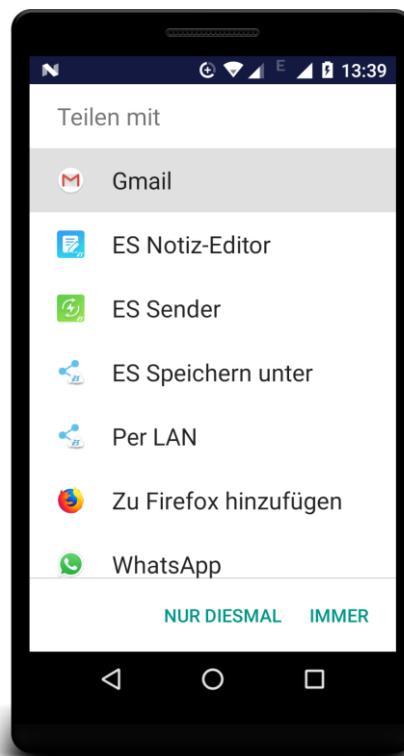 E 13:39
Teilen mit
Gmail
ES Notiz-Editor
ES Sender
ES Speichern unter
Per LAN
Zu Firefox hinzufügen
WhatsApp
NUR DIESMAL IMMER